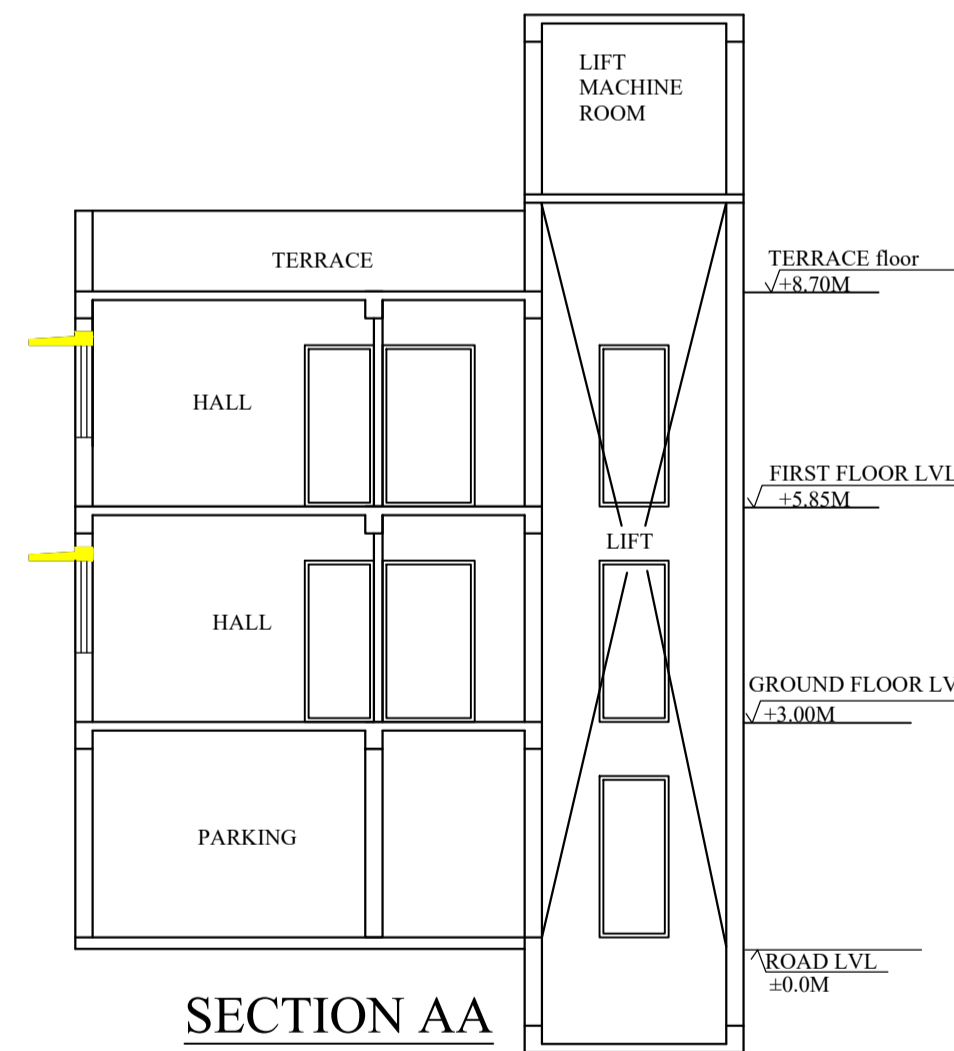 LIFT
MACHINE
ROOM
TERRACE
TERRACE floor
+8.70M
HALL
FIRST FLOOR LVL
+5.85M
LIFT
HALL
GROUND FLOOR LV
+3.00M
PARKING
ROAD LVL
±0.0M
SECTION AA